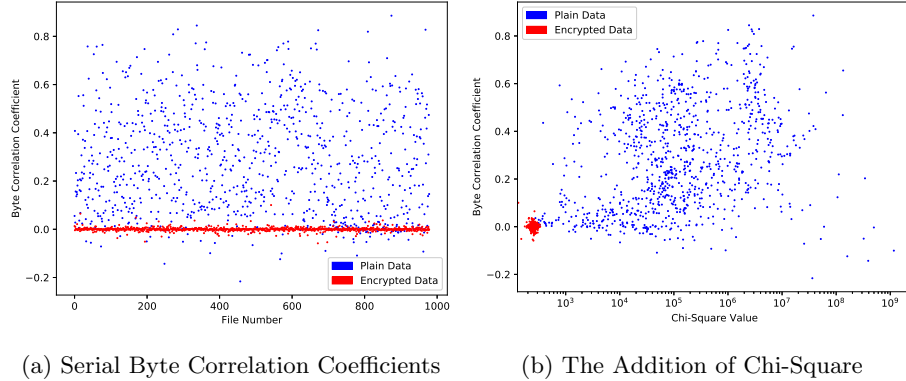 Byte Correlation Coefficient
0.8
0.6
0.4
0.2
0.0
−0.2
0
200
400
600
800
1000
File Number
Plain Data
Encrypted Data
(a) Serial Byte Correlation Coefficients
Plain Data
Encrypted Data
Byte Correlation Coefficient
0.8
0.6
0.4
0.2
0.0
−0.2
10³
10⁴
10⁵
10⁶
10⁷
10⁸
10⁹
Chi-Square Value
(b) The Addition of Chi-Square